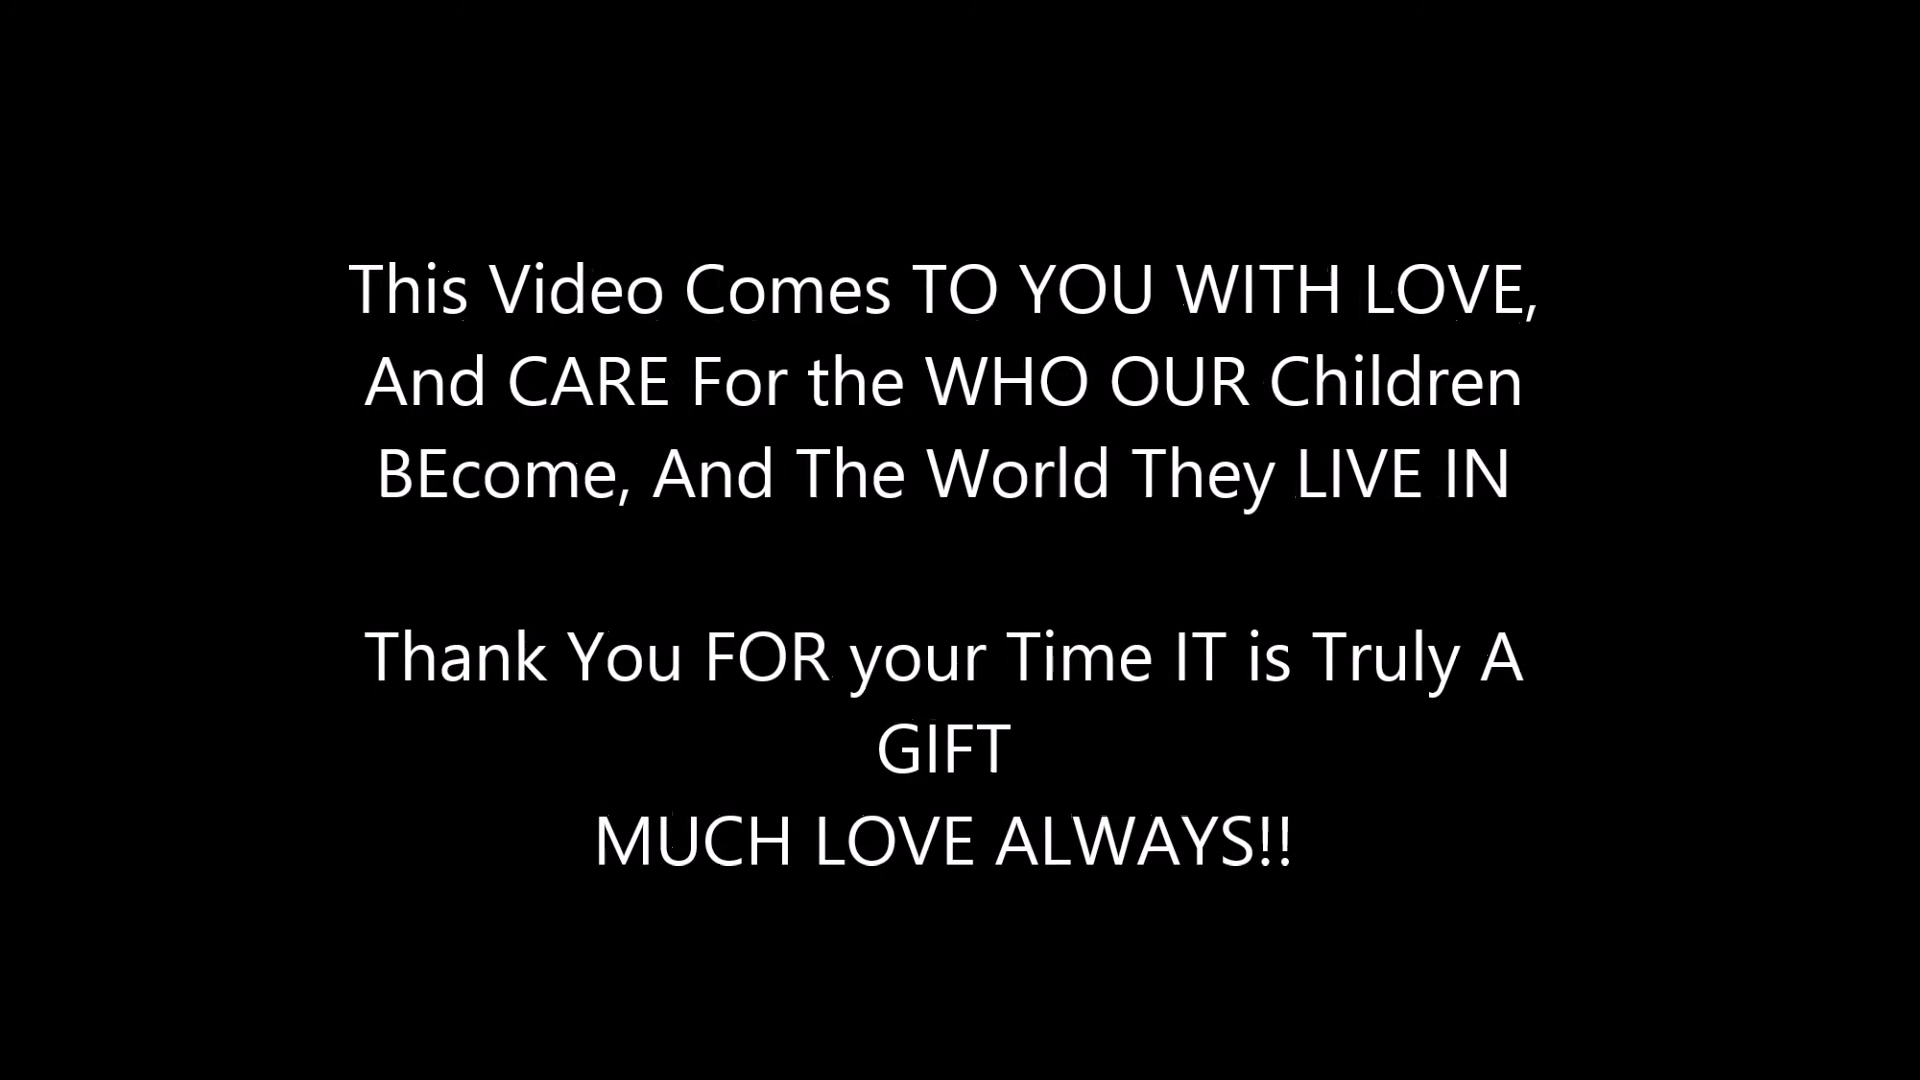 This Video Comes TO YOU WITH LOVE,
And CARE For the WHO OUR Children
BEcome, And The World They LIVE IN
Thank You FOR your Time IT is Truly A
GIFT
MUCH LOVE ALWAYS!!